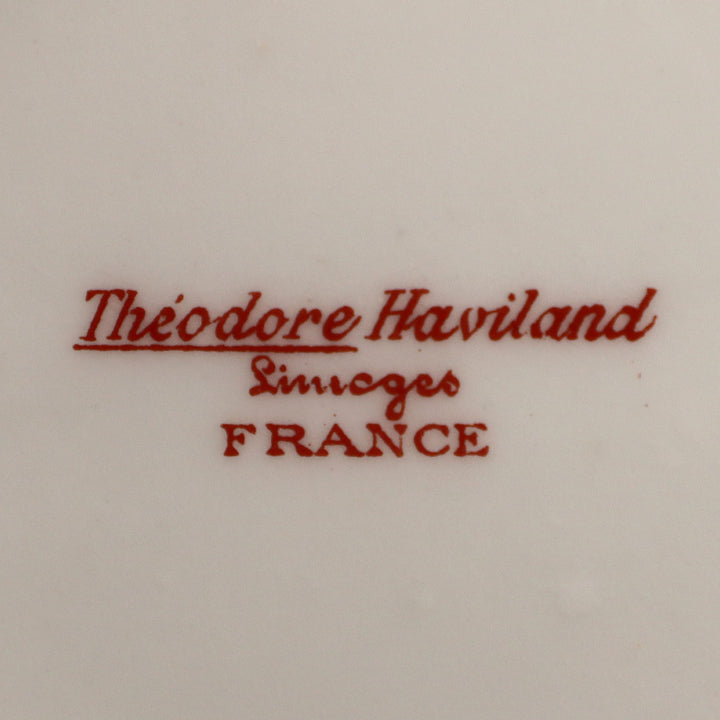 Théodore Haviland
Limoges
FRANCE